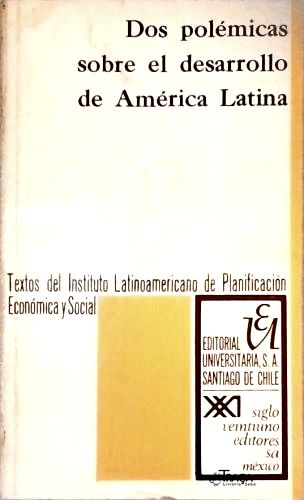 Dos polémicas
sobre el desarrollo
de América Latina
Textos del Instituto Latinoamericano de Planificación
Económica y Social
EDITORIAL
UNIVERSITARIA, S. A.
SANTIAGO DE CHILE
XXI siglo
veintiuno
editores
sa
méxico